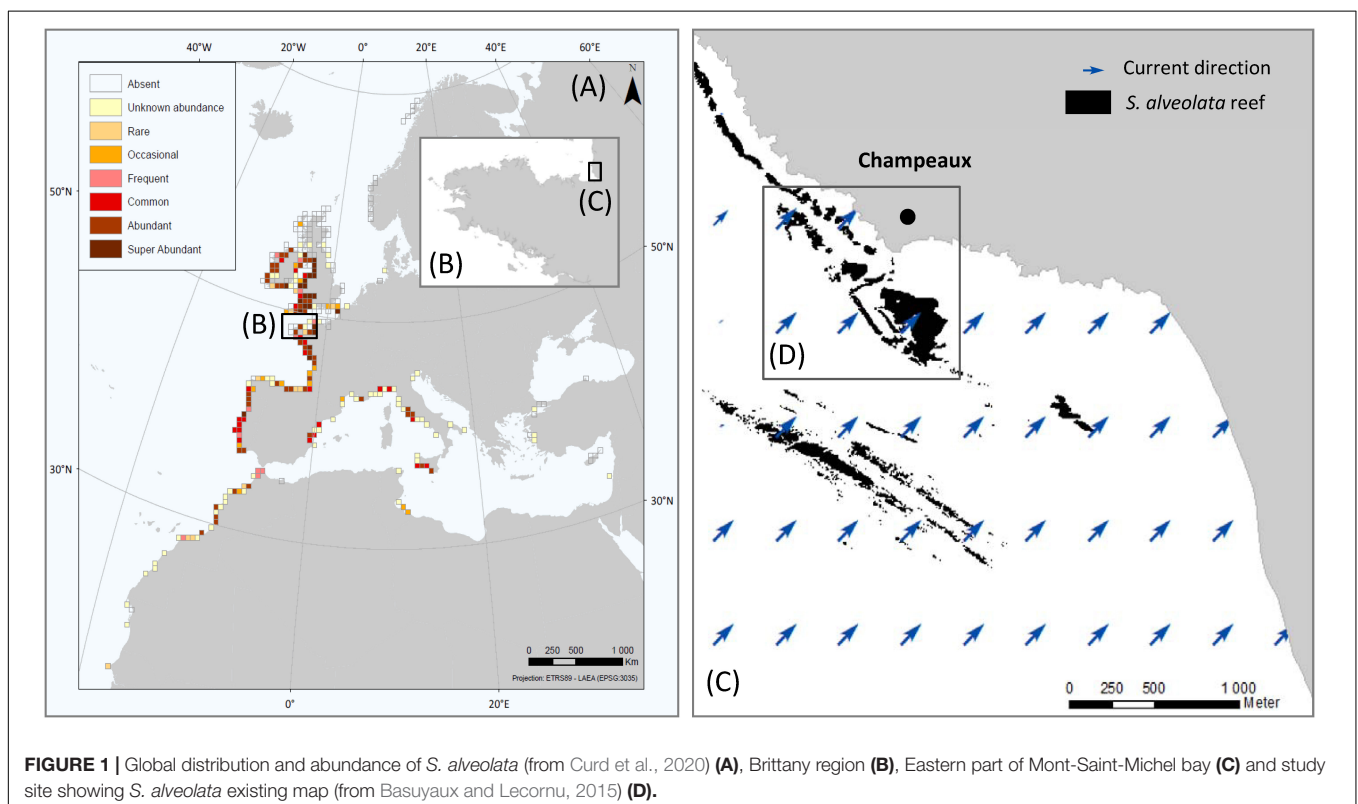 40°W 20°W 0° 20°E 40°E 60°E
N
(A)
Absent
Unknown abundance
Rare
Occasional
Frequent
Common
Abundant
Super Abundant
50°N
30°N
(B)
(C)
(B)
50°N
30°N
0 250 500 1 000
Km
Projection: ETRS89 - LAEA (EPSG:3035)
0° 20°E
Current direction
S. alveolata reef
Champeaux
(D)
(C)
0 250 500 1 000
Meter
FIGURE 1 | Global distribution and abundance of S. alveolata (from Curd et al., 2020) (A), Brittany region (B), Eastern part of Mont-Saint-Michel bay (C) and study
site showing S. alveolata existing map (from Basuyaux and Lecornu, 2015) (D).